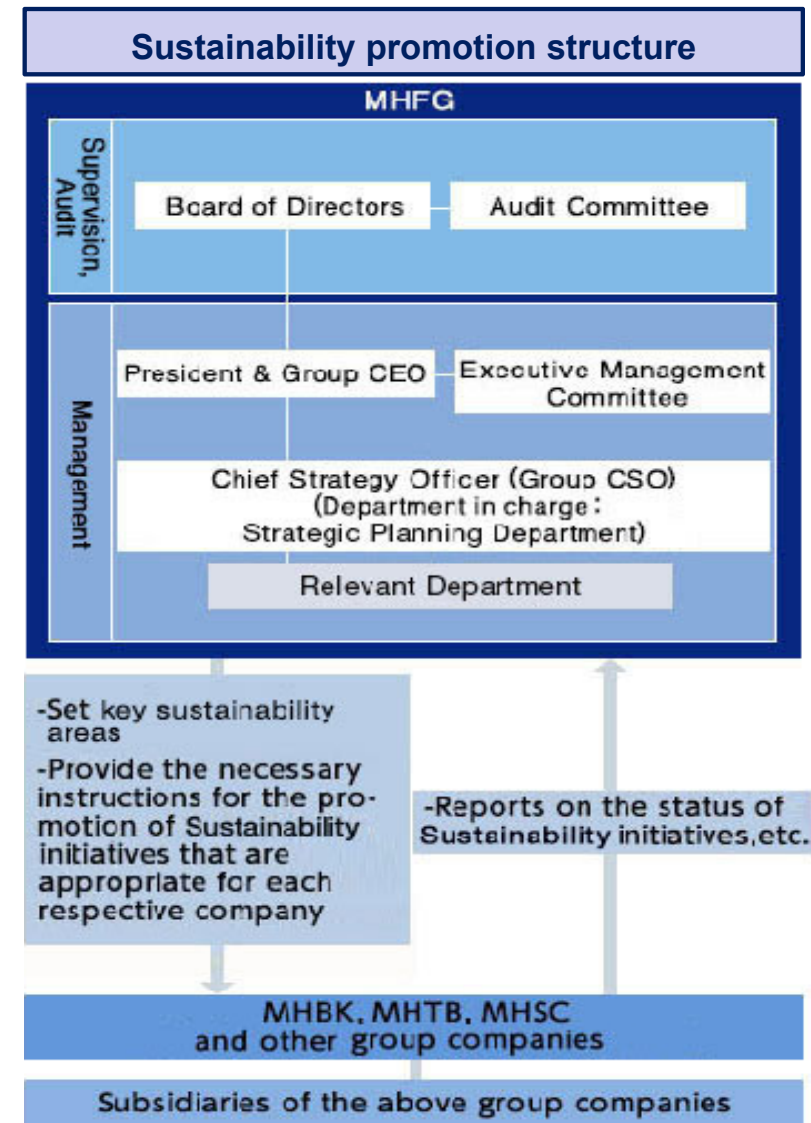 Sustainability promotion structure
MHFG
Supervision,
Audit
Board of Directors
Audit Committee
Management
President & Group CEO
Executive Management
Committee
Chief Strategy Officer (Group CSO)
(Department in charge:
Strategic Planning Department)
Relevant Department
-Set key sustainability
areas
-Provide the necessary
instructions for the pro-
motion of Sustainability
initiatives that are
appropriate for each
respective company
-Reports on the status of
Sustainability initiatives,etc.
MHBK, MHTB, MHSC
and other group companies
Subsidiaries of the above group companies